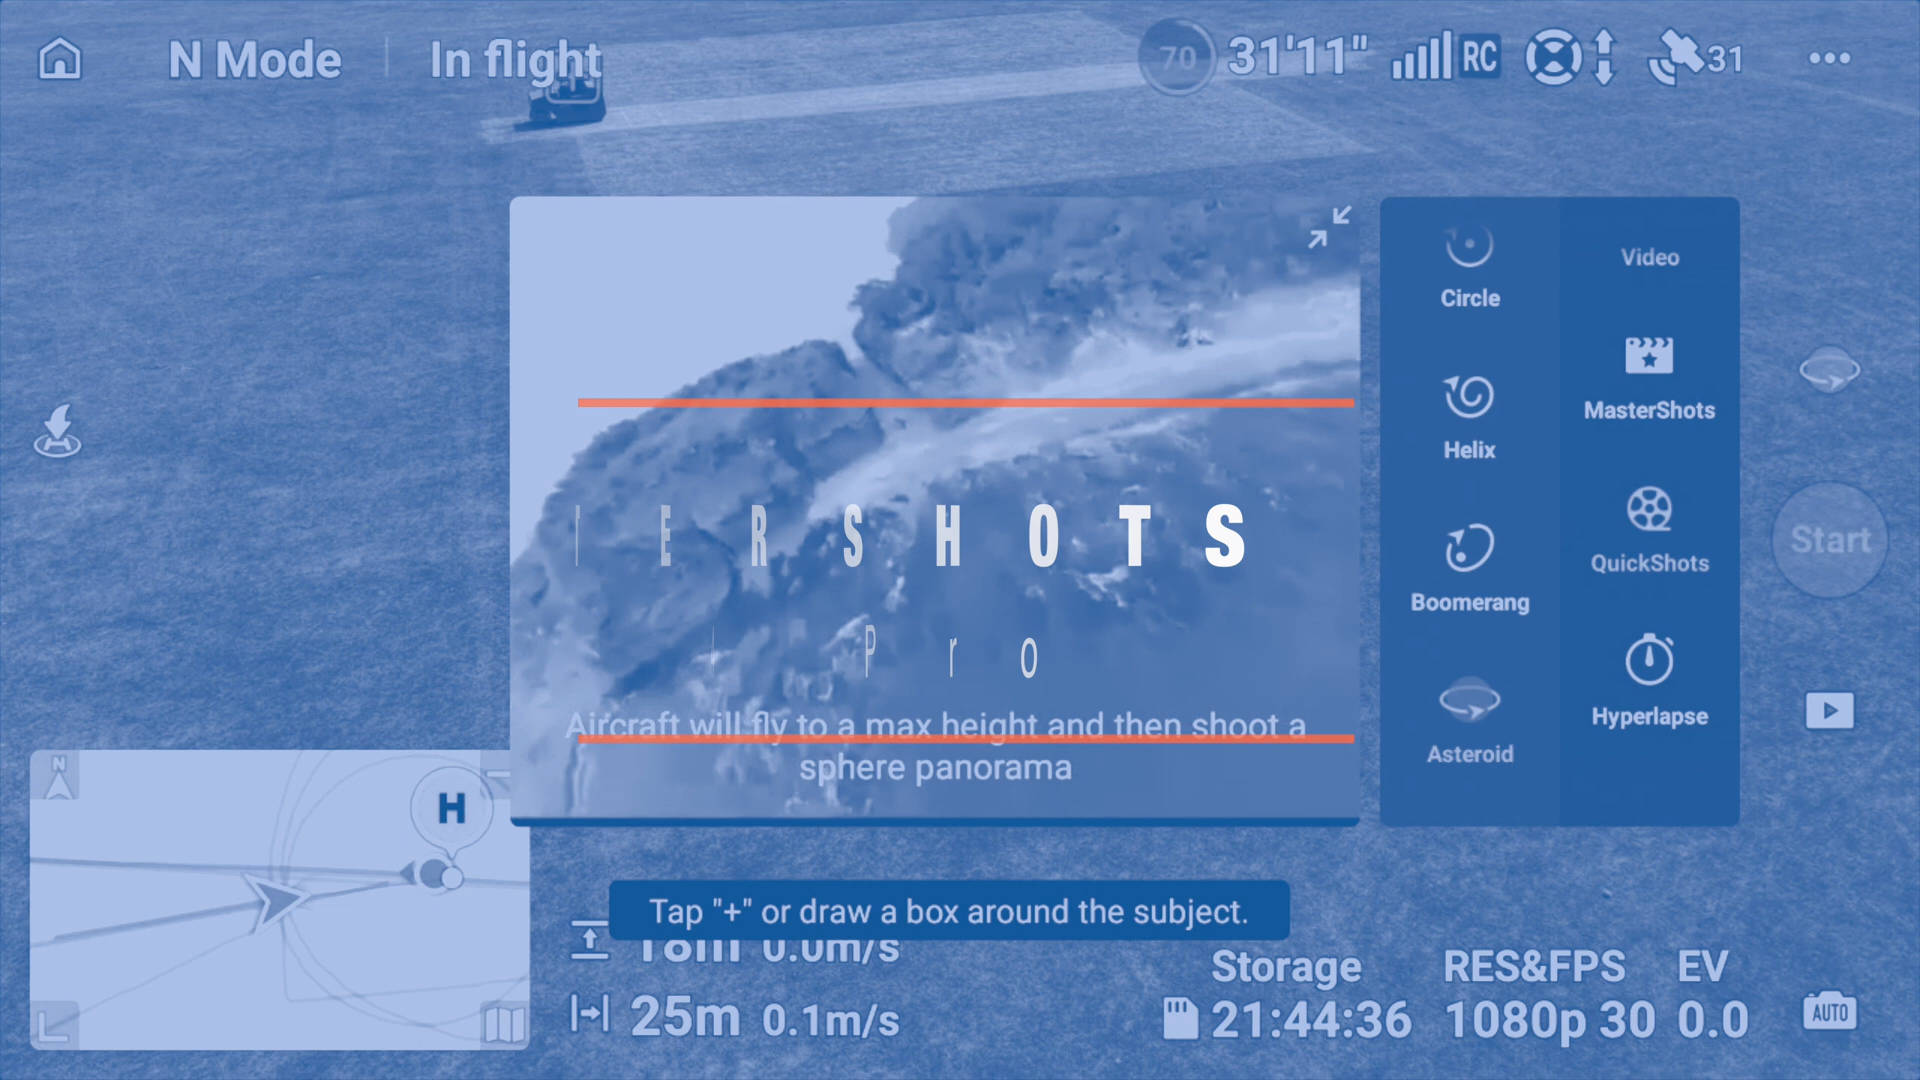 N Mode
In flight
70
31'11"
RC
31
Video
Circle
MasterShots
Helix
T E R S H O T S
QuickShots
Start
Boomerang
P r o
Aircraft will fly to a max height and then shoot a
sphere panorama
Hyperlapse
Asteroid
N
H
Tap "+" or draw a box around the subject.
18m 0.0m/s
25m 0.1m/s
Storage
21:44:36
RES&FPS
1080p 30
EV
0.0
AUTO